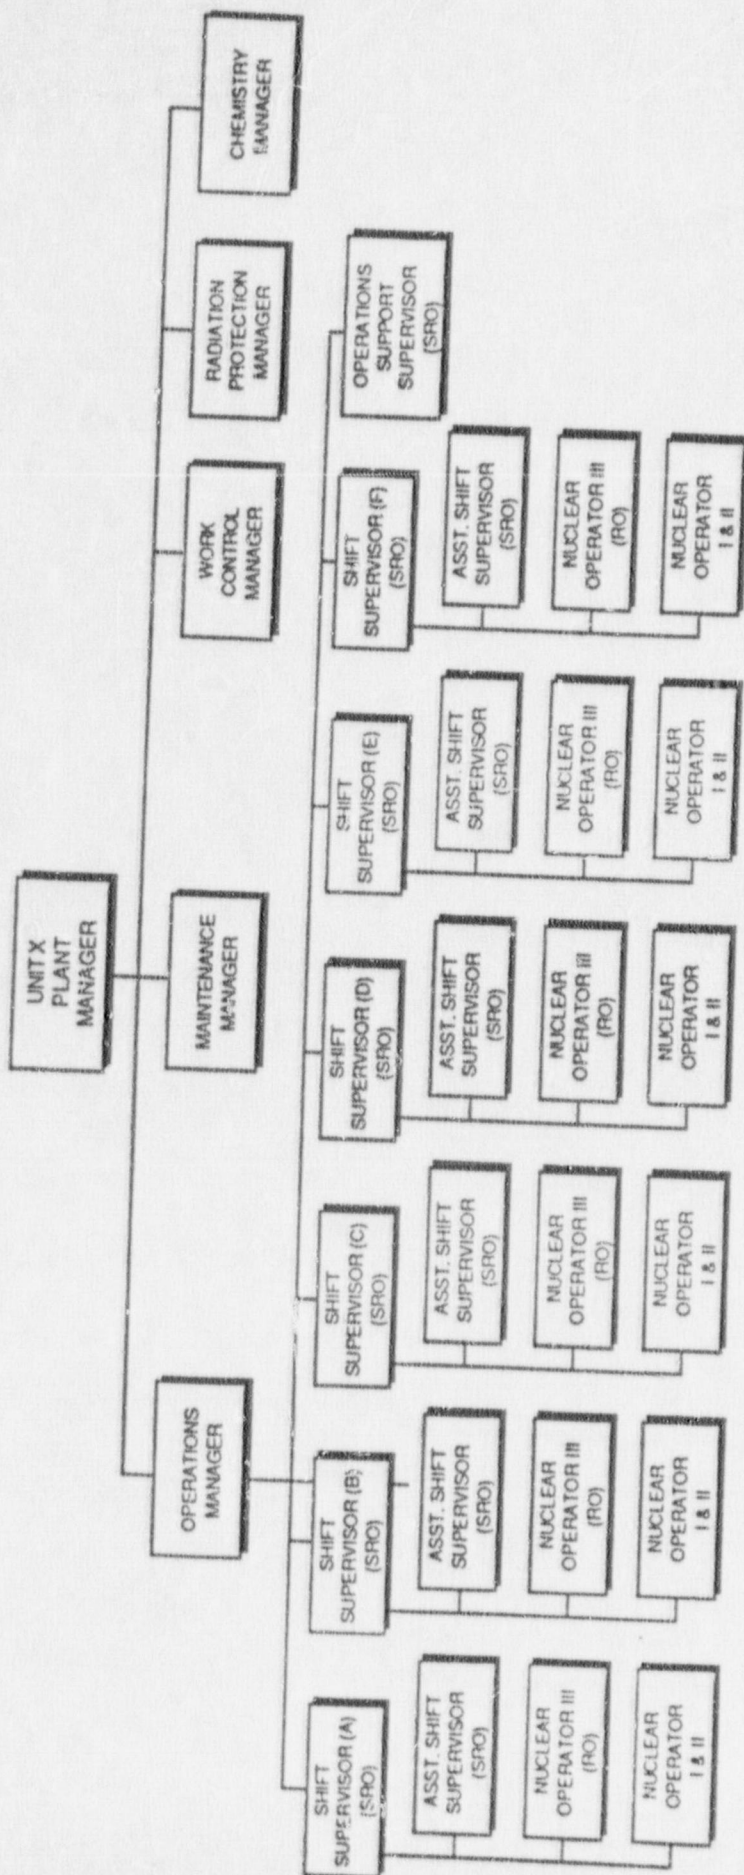 UNIT X
PLANT
MANAGER
OPERATIONS
MANAGER
MAINTENANCE
MANAGER
WORK
CONTROL
MANAGER
RADIATION
PROTECTION
MANAGER
CHEMISTRY
MANAGER
SHIFT
SUPERVISOR (A)
(SRO)
SHIFT
SUPERVISOR (B)
(SRO)
SHIFT
SUPERVISOR (C)
(SRO)
SHIFT
SUPERVISOR (D)
(SRO)
SHIFT
SUPERVISOR (E)
(SRO)
SHIFT
SUPERVISOR (F)
(SRO)
OPERATIONS
SUPPORT
SUPERVISOR
(SRO)
ASST. SHIFT
SUPERVISOR
(SRO)
ASST. SHIFT
SUPERVISOR
(SRO)
ASST. SHIFT
SUPERVISOR
(SRO)
ASST. SHIFT
SUPERVISOR
(SRO)
ASST. SHIFT
SUPERVISOR
(SRO)
ASST. SHIFT
SUPERVISOR
(SRO)
NUCLEAR
OPERATOR III
(RO)
NUCLEAR
OPERATOR III
(RO)
NUCLEAR
OPERATOR III
(RO)
NUCLEAR
OPERATOR III
(RO)
NUCLEAR
OPERATOR III
(RO)
NUCLEAR
OPERATOR III
(RO)
NUCLEAR
OPERATOR
I & II
NUCLEAR
OPERATOR
I & II
NUCLEAR
OPERATOR
I & II
NUCLEAR
OPERATOR
I & II
NUCLEAR
OPERATOR
I & II
NUCLEAR
OPERATOR
I & II